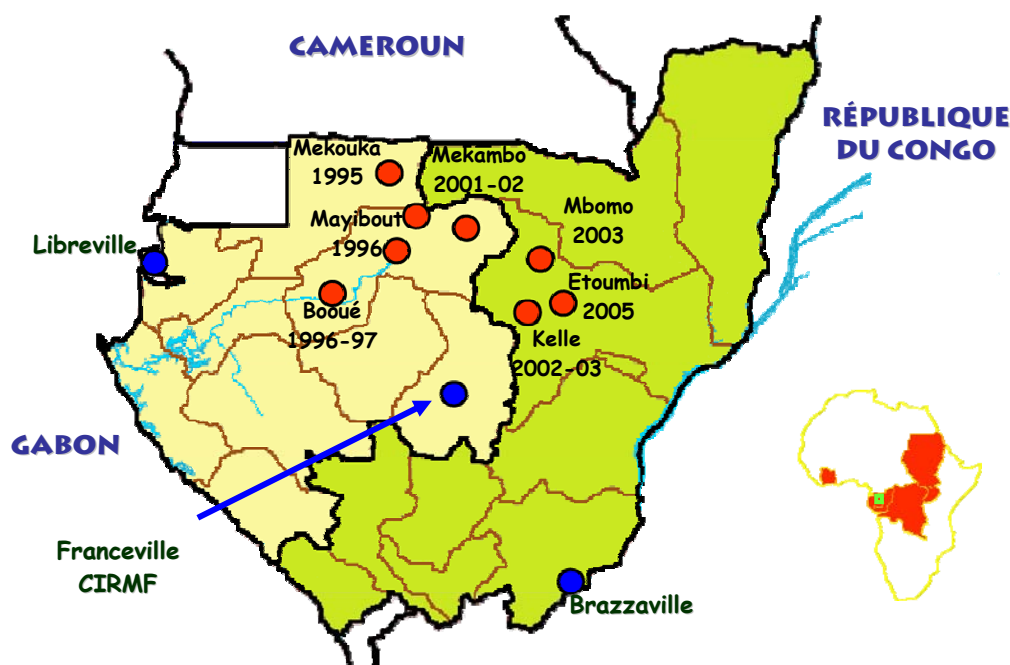 CAMEROUN
RÉPUBLIQUE
DU CONGO
Mekouka
1995
Mekambo
2001-02
Mayibout
1996
Mbomo
2003
Libreville
Etoumbi
2005
Booué
1996-97
Kelle
2002-03
GABON
Franceville
CIRMF
Brazzaville